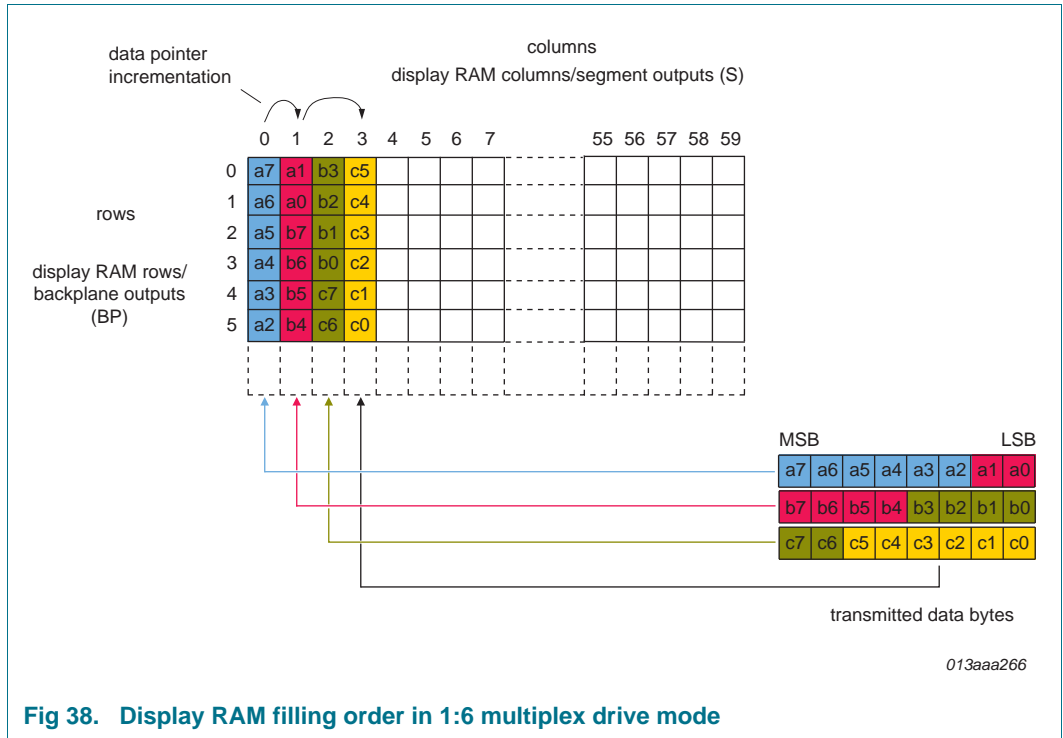 data pointer
incrementation
columns
display RAM columns/segment outputs (S)
0 1 2 3 4 5 6 7 55 56 57 58 59
0 a7 a1 b3 c5
1 a6 a0 b2 c4
rows
2 a5 b7 b1 c3
3 a4 b6 b0 c2
display RAM rows/
backplane outputs
(BP)
4 a3 b5 c7 c1
5 a2 b4 c6 c0
MSB LSB
a7 a6 a5 a4 a3 a2 a1 a0
b7 b6 b5 b4 b3 b2 b1 b0
c7 c6 c5 c4 c3 c2 c1 c0
transmitted data bytes
013aaa266
Fig 38. Display RAM filling order in 1:6 multiplex drive mode